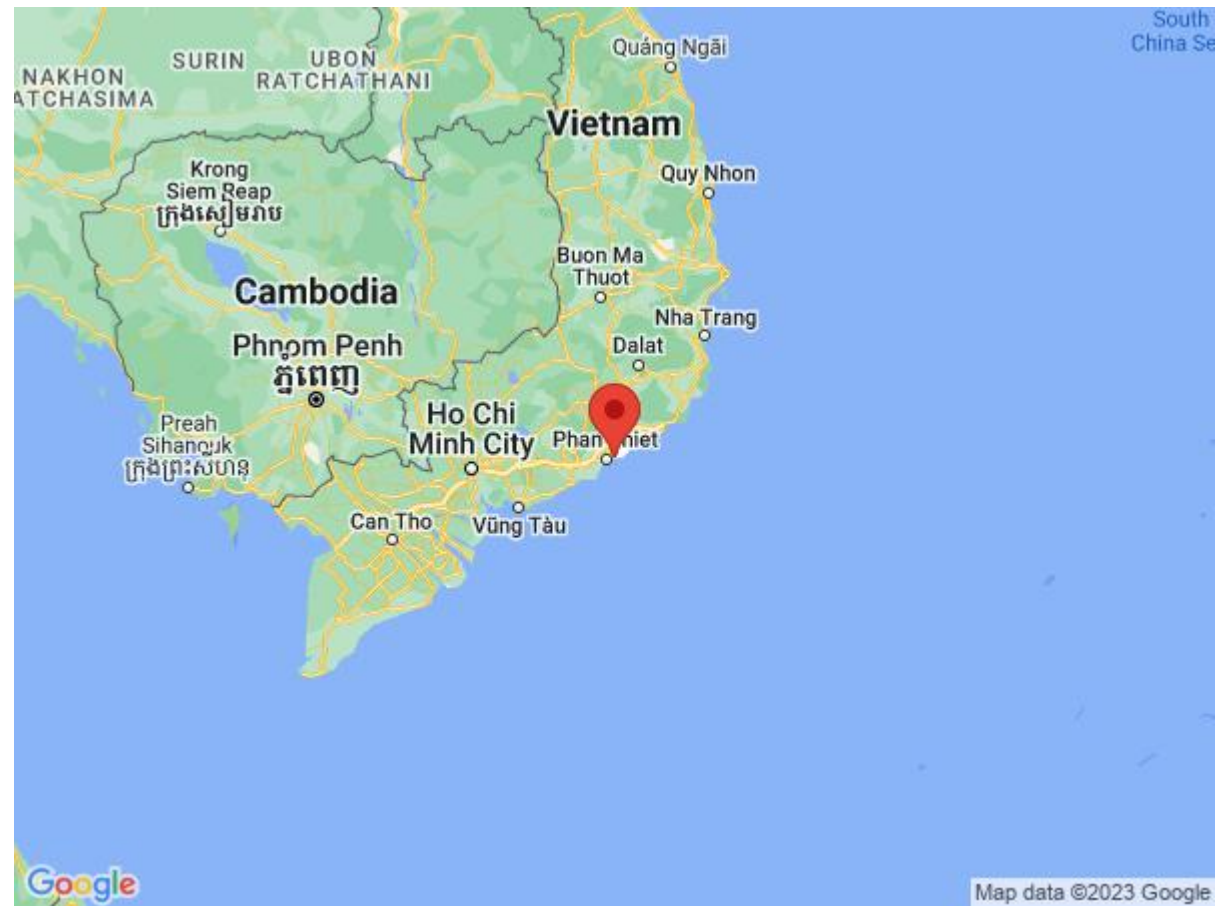 South
China Se
Quảng Ngãi
SURIN
UBON
RATCHATHANI
NAKHON
ATCHASIMA
Vietnam
Krong
Siem Reap
ក្រុងសៀមរាប
Quy Nhon
Buon Ma
Thuot
Cambodia
Nha Trang
Phnom Penh
ភ្នំពេញ
Dalat
Ho Chi
Minh City
Preah
Sihanouk
ក្រុងព្រះសីហនុ
Can Tho
Vũng Tàu
Google
Map data ©2023 Google